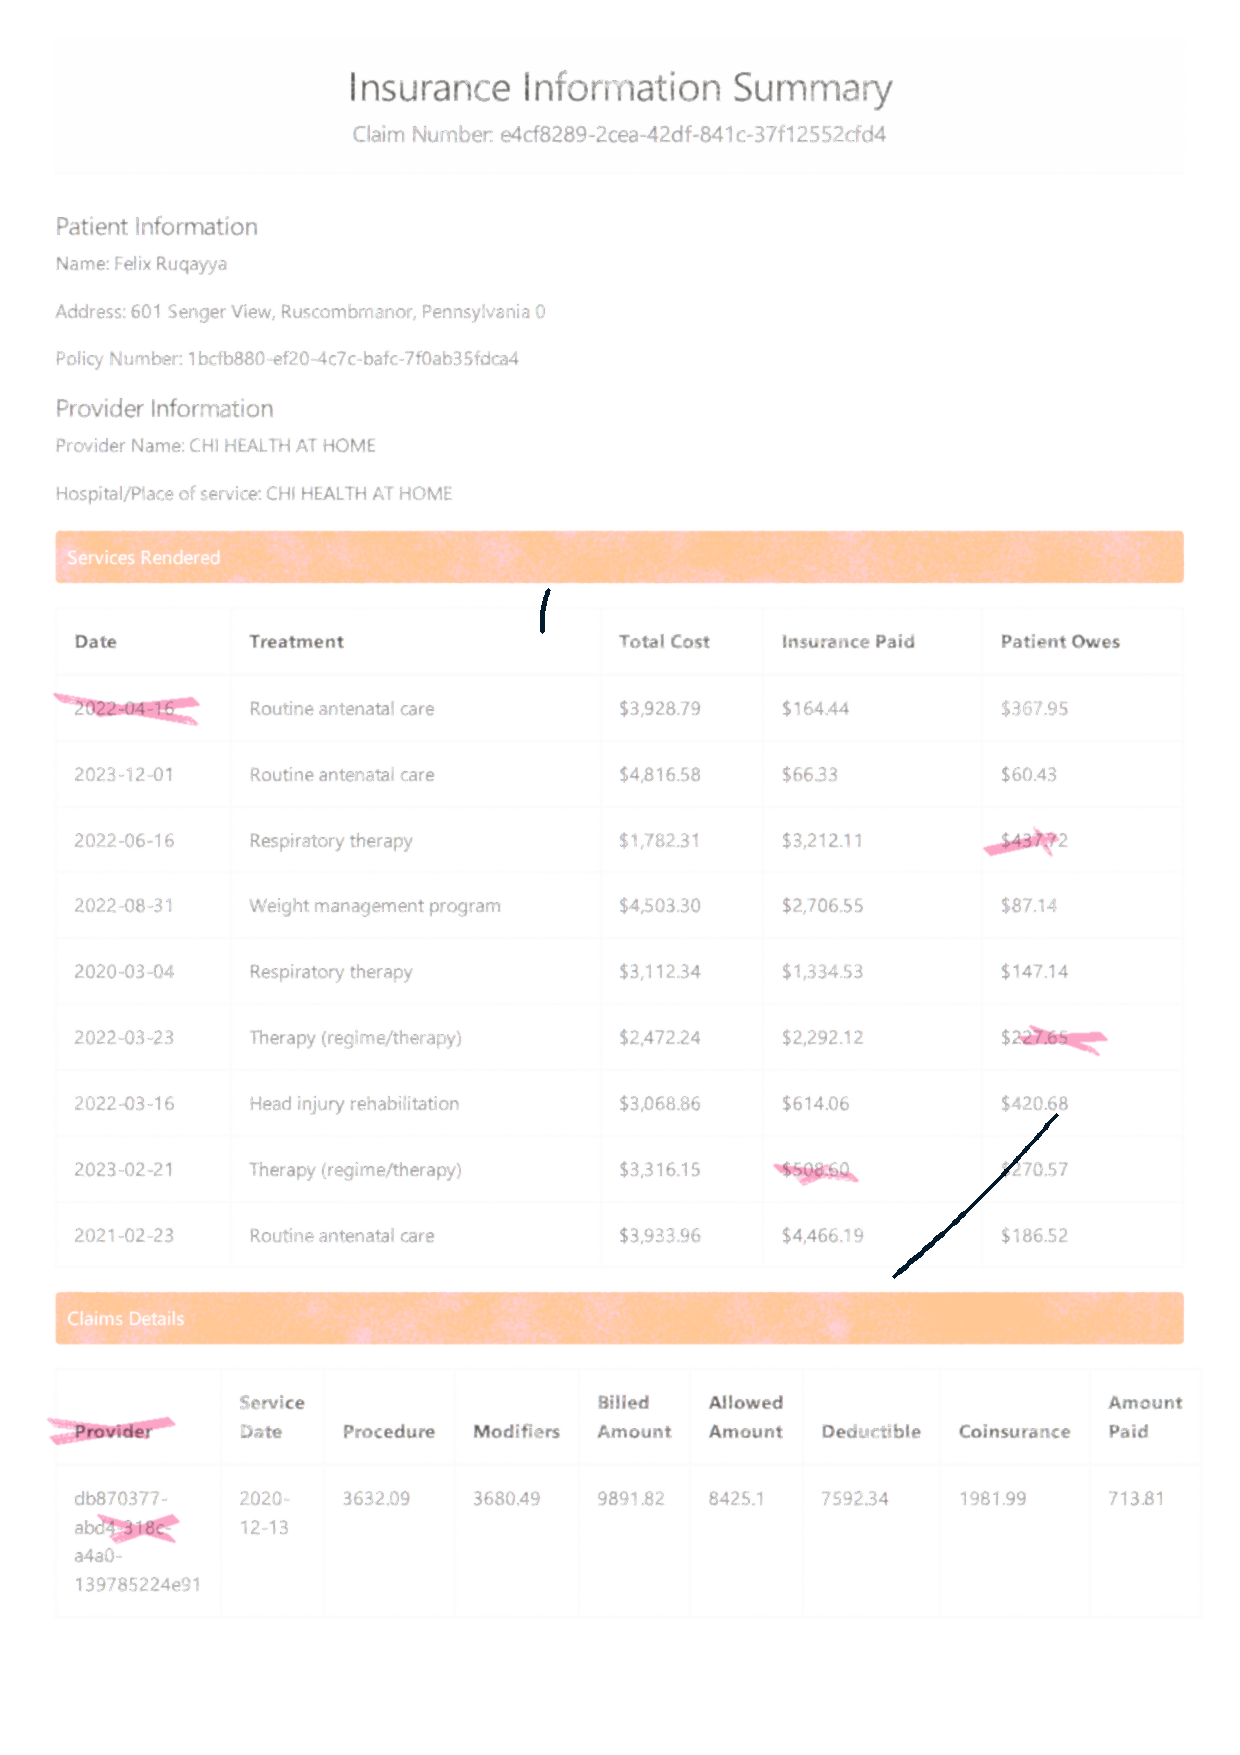 Insurance Information Summary
Claim Number: e4cf8289-2cea-42df-841c-37f12552cfd4
Patient Information
Name: Felix Ruqayya
Address: 601 Senger View, Ruscombmanor, Pennsylvania 0
Policy Number: 1bcfb880-ef20-4c7c-bafc-7f0ab35fdca4
Provider Information
Provider Name: CHI HEALTH AT HOME
Hospital/Place of service: CHI HEALTH AT HOME
Services Rendered
Date Treatment Total Cost Insurance Paid Patient Owes
2022-04-16 Routine antenatal care $3,928.79 $164.44 $367.95
2023-12-01 Routine antenatal care $4,816.58 $66.33 $60.43
2022-06-16 Respiratory therapy $1,782.31 $3,212.11 $437.72
2022-08-31 Weight management program $4,503.30 $2,706.55 $87.14
2020-03-04 Respiratory therapy $3,112.34 $1,334.53 $147.14
2022-03-23 Therapy (regime/therapy) $2,472.24 $2,292.12 $227.65
2022-03-16 Head injury rehabilitation $3,068.86 $614.06 $420.68
2023-02-21 Therapy (regime/therapy) $3,316.15 $508.60 $270.57
2021-02-23 Routine antenatal care $3,933.96 $4,466.19 $186.52
Claims Details
Service Billed Allowed Amount
Provider Date Procedure Modifiers Amount Amount Deductible Coinsurance Paid
db870377- 2020- 3632.09 3680.49 9891.82 8425.1 7592.34 1981.99 713.81
abd4-318c- 12-13
a4a0-
139785224e91